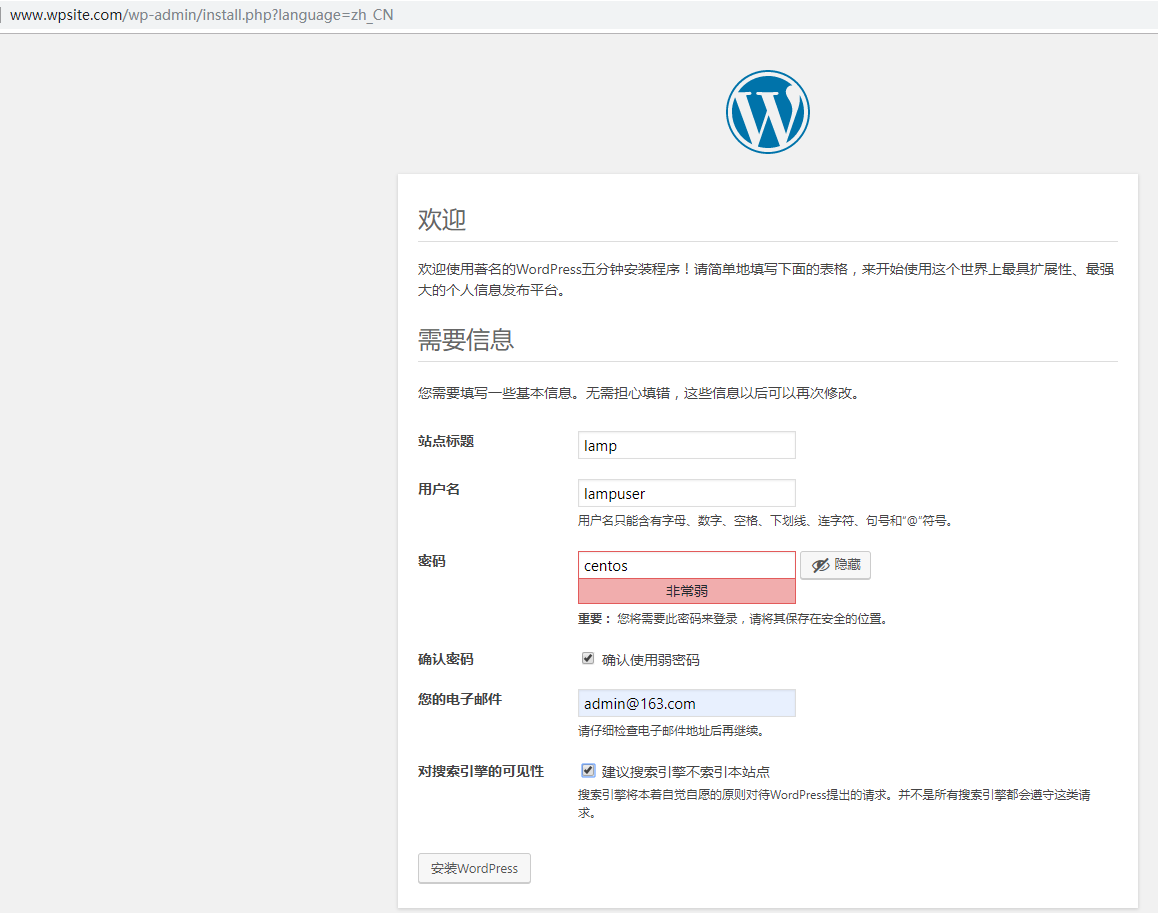 www.wpsite.com/wp-admin/install.php?language=zh_CN
欢迎
欢迎使用著名的WordPress五分钟安装程序！请简单地填写下面的表格，来开始使用这个世界上最具扩展性、最强
大的个人信息发布平台。
需要信息
您需要填写一些基本信息。无需担心填错，这些信息以后可以再次修改。
站点标题
lamp
用户名
lampuser
用户名只能含有字母、数字、空格、下划线、连字符、句号和“@”符号。
密码
centos
隐藏
非常弱
重要： 您将需要此密码来登录，请将其保存在安全的位置。
确认密码
确认使用弱密码
您的电子邮件
admin@163.com
请仔细检查电子邮件地址后再继续。
对搜索引擎的可见性
建议搜索引擎不索引本站点
搜索引擎将本着自觉自愿的原则对待WordPress提出的请求。并不是所有搜索引擎都会遵守这类请
求。
安装WordPress